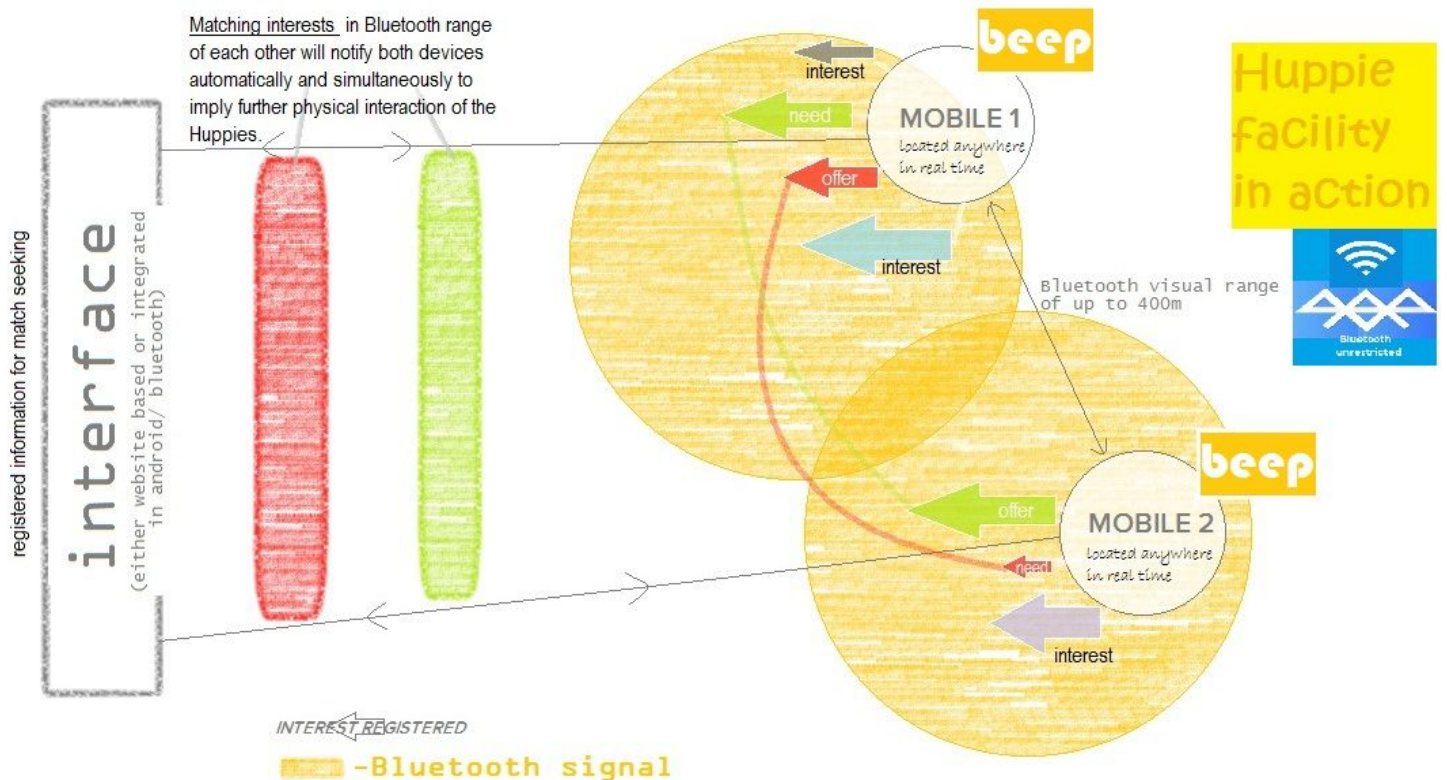 Matching interests in Bluetooth range
of each other will notify both devices
automatically and simultaneously to
imply further physical interaction of the
Huppies.
beep
interest
need
MOBILE 1
located anywhere
in real time
offer
interest
Huppie
facility
in action
Bluetooth
unrestricted
Bluetooth visual range
of up to 400m
registered information for match seeking
interface
(either website based or integrated
in android/ bluetooth)
beep
offer
MOBILE 2
located anywhere
in real time
need
interest
INTEREST REGISTERED
-Bluetooth signal